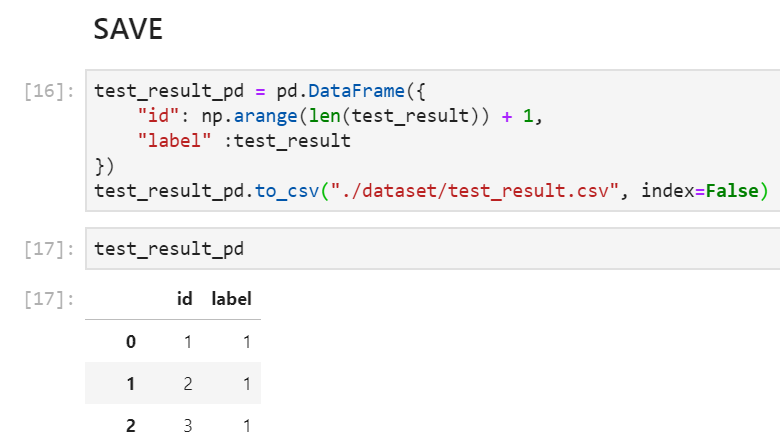 SAVE
[16]:
test_result_pd = pd.DataFrame({
    "id": np.arange(len(test_result)) + 1,
    "label" :test_result
})
test_result_pd.to_csv("./dataset/test_result.csv", index=False)
[17]:
test_result_pd
[17]:
id label
0 1 1
1 2 1
2 3 1